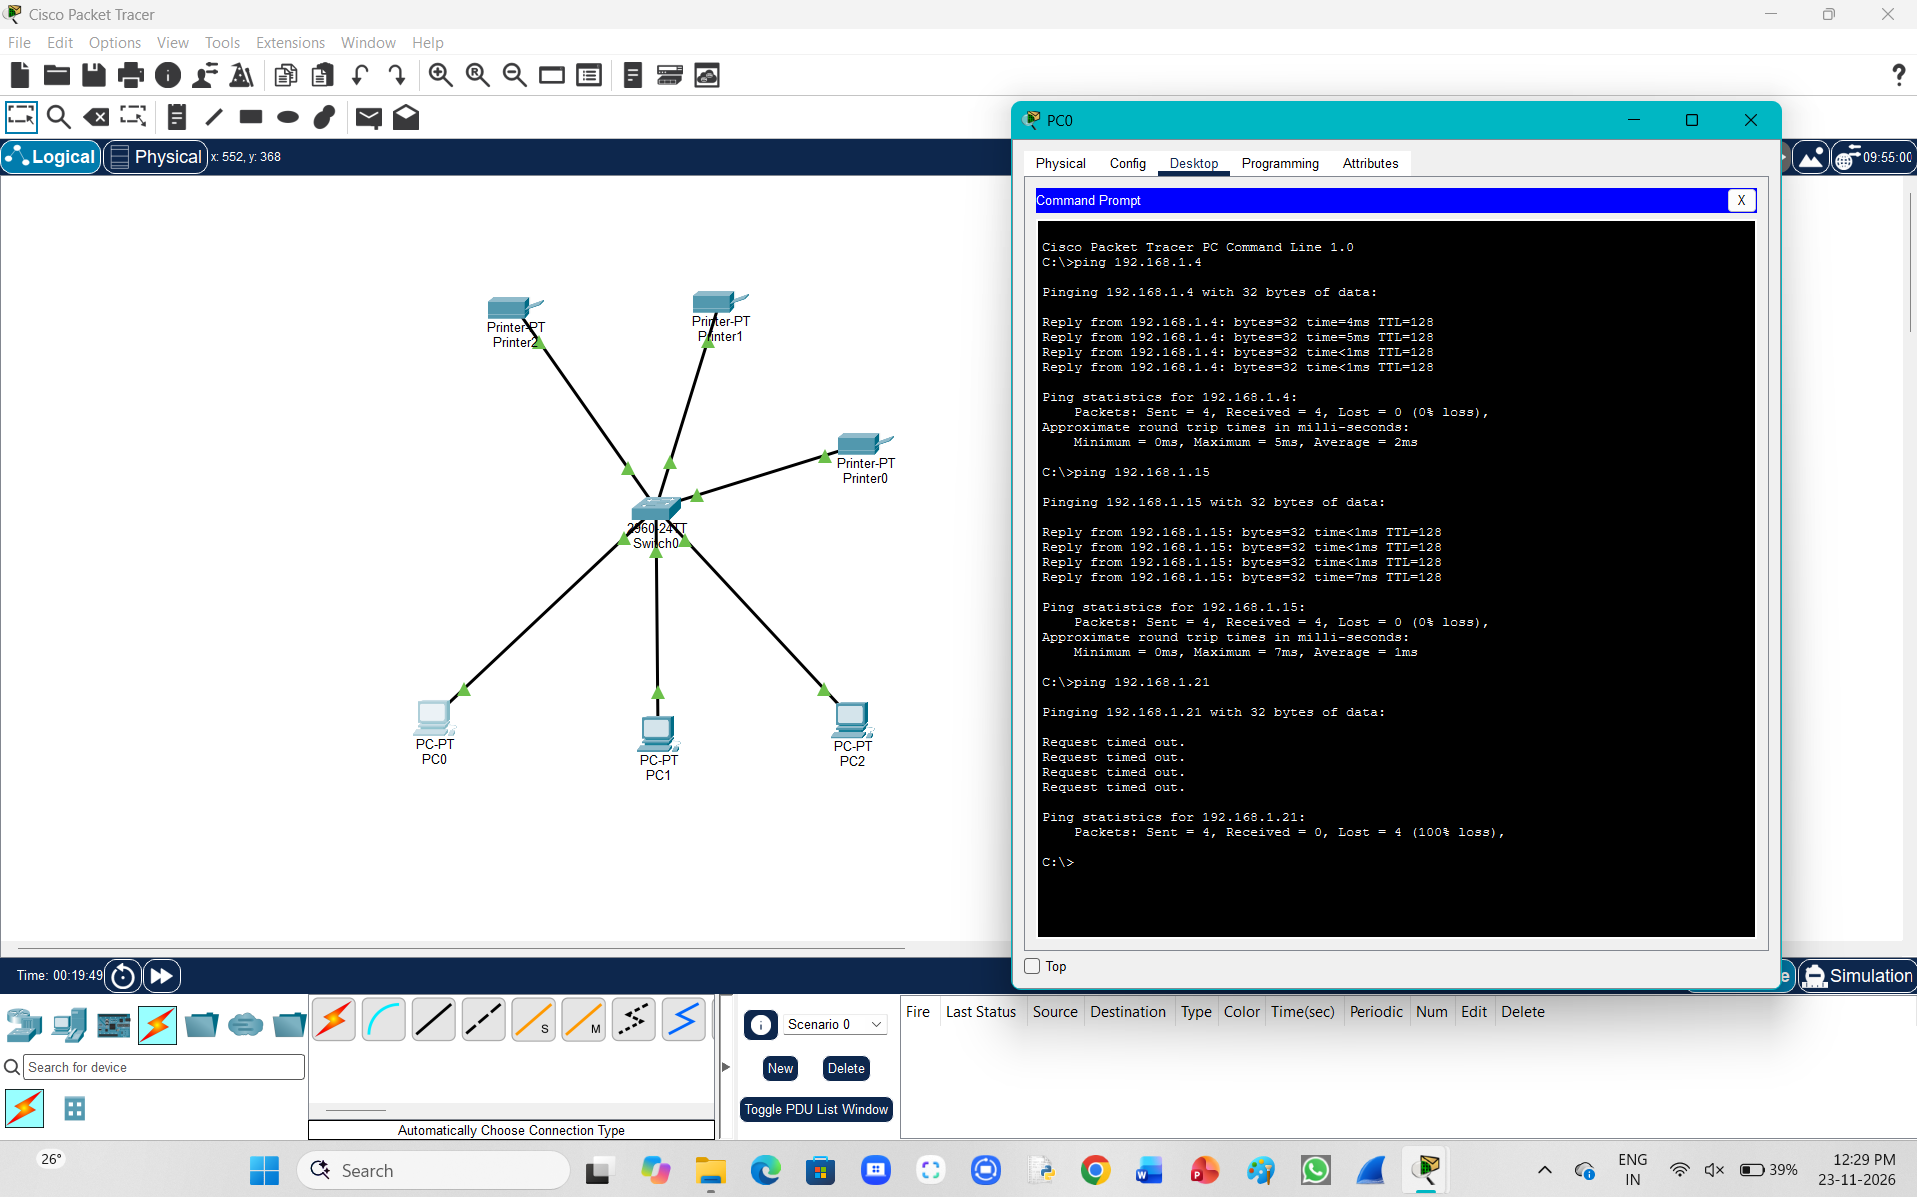 Cisco Packet Tracer
File Edit Options View Tools Extensions Window Help
Logical Physical x: 552, y: 368
09:55:00
Printer-PT
Printer2
Printer-PT
Printer1
Printer-PT
Printer0
2960-24TT
Switch0
PC-PT
PC0
PC-PT
PC1
PC-PT
PC2
PC0
Physical Config Desktop Programming Attributes
Command Prompt X
Cisco Packet Tracer PC Command Line 1.0
C:\>ping 192.168.1.4
Pinging 192.168.1.4 with 32 bytes of data:
Reply from 192.168.1.4: bytes=32 time=4ms TTL=128
Reply from 192.168.1.4: bytes=32 time=5ms TTL=128
Reply from 192.168.1.4: bytes=32 time<1ms TTL=128
Reply from 192.168.1.4: bytes=32 time<1ms TTL=128
Ping statistics for 192.168.1.4:
Packets: Sent = 4, Received = 4, Lost = 0 (0% loss),
Approximate round trip times in milli-seconds:
Minimum = 0ms, Maximum = 5ms, Average = 2ms
C:\>ping 192.168.1.15
Pinging 192.168.1.15 with 32 bytes of data:
Reply from 192.168.1.15: bytes=32 time<1ms TTL=128
Reply from 192.168.1.15: bytes=32 time<1ms TTL=128
Reply from 192.168.1.15: bytes=32 time<1ms TTL=128
Reply from 192.168.1.15: bytes=32 time=7ms TTL=128
Ping statistics for 192.168.1.15:
Packets: Sent = 4, Received = 4, Lost = 0 (0% loss),
Approximate round trip times in milli-seconds:
Minimum = 0ms, Maximum = 7ms, Average = 1ms
C:\>ping 192.168.1.21
Pinging 192.168.1.21 with 32 bytes of data:
Request timed out.
Request timed out.
Request timed out.
Request timed out.
Ping statistics for 192.168.1.21:
Packets: Sent = 4, Received = 0, Lost = 4 (100% loss),
C:\>
Top
Time: 00:19:49
Simulation
S
M
Search for device
Automatically Choose Connection Type
Scenario 0
New Delete
Toggle PDU List Window
Fire Last Status Source Destination Type Color Time(sec) Periodic Num Edit Delete
26°
Search
ENG
IN
39%
12:29 PM
23-11-2026